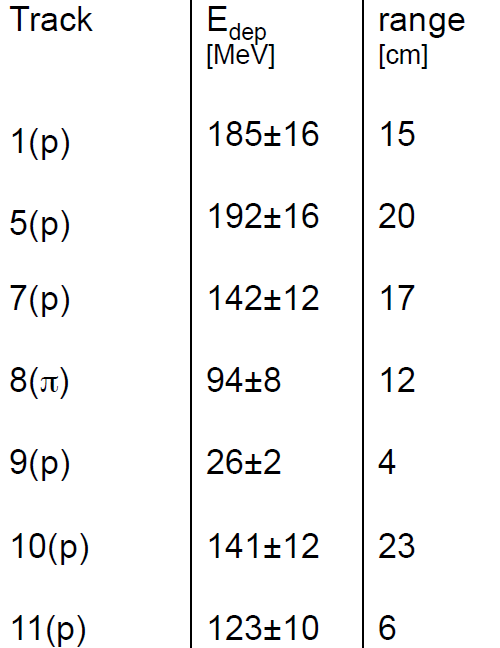 Track E_dep range
[MeV] [cm]
1(p) 185±16 15
5(p) 192±16 20
7(p) 142±12 17
8(π) 94±8 12
9(p) 26±2 4
10(p) 141±12 23
11(p) 123±10 6